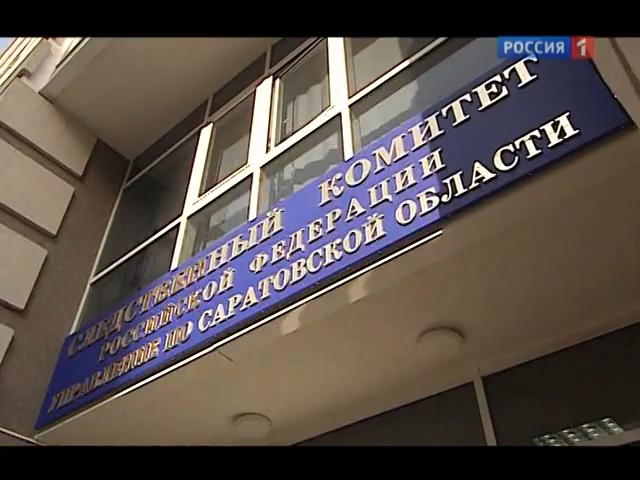 РОССИЯ 1
СЛЕДСТВЕННЫЙ КОМИТЕТ
РОССИЙСКОЙ ФЕДЕРАЦИИ
УПРАВЛЕНИЕ ПО САРАТОВСКОЙ ОБЛАСТИ